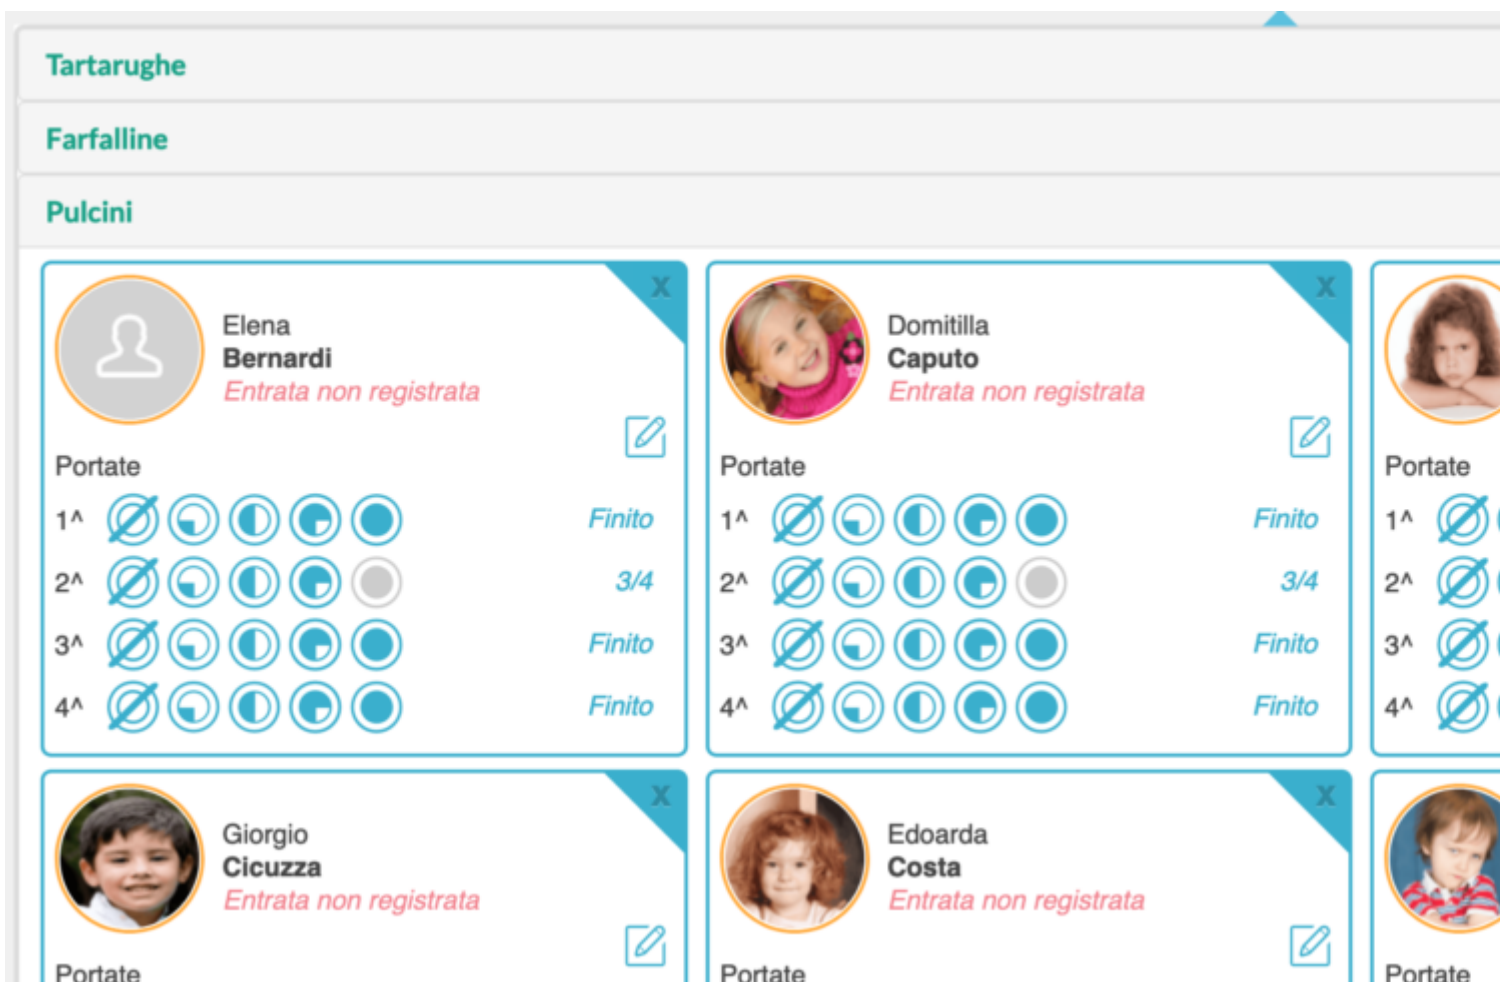 Tartarughe
Farfalline
Pulcini
X
Elena
Bernardi
Entrata non registrata
Portate
1^ Finito
2^ 3/4
3^ Finito
4^ Finito
X
Domitilla
Caputo
Entrata non registrata
Portate
1^ Finito
2^ 3/4
3^ Finito
4^ Finito
Portate
1^
2^
3^
4^
X
Giorgio
Cicuzza
Entrata non registrata
Portate
X
Edoarda
Costa
Entrata non registrata
Portate
Portate